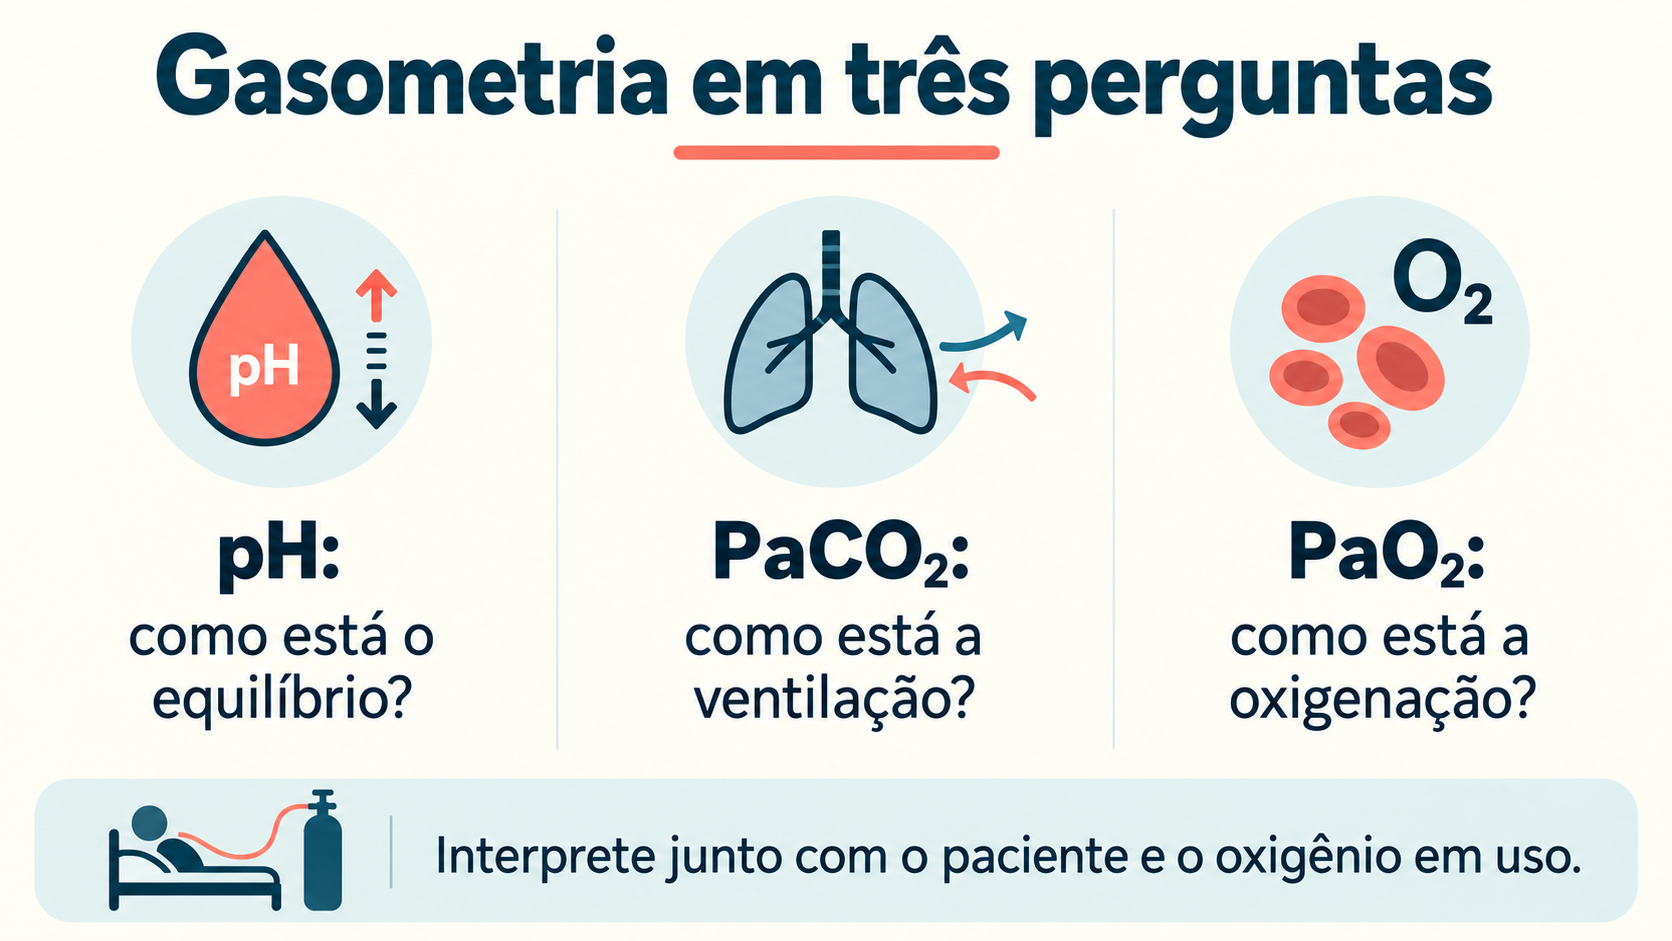 Gasometria em três perguntas
pH
O₂
pH:
como está o
equilíbrio?
PaCO₂:
como está a
ventilação?
PaO₂:
como está a
oxigenação?
Interprete junto com o paciente e o oxigênio em uso.